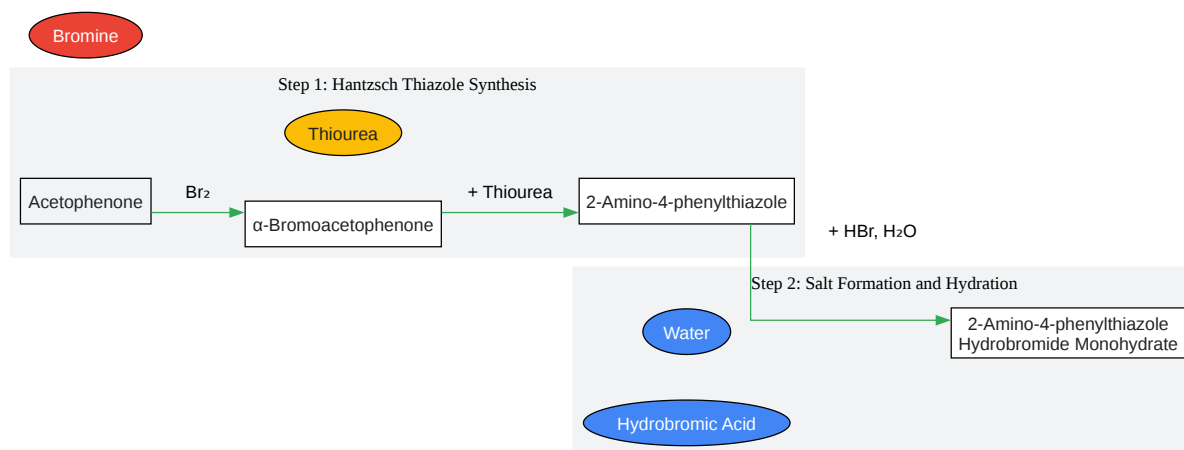 Bromine
Step 1: Hantzsch Thiazole Synthesis
Thiourea
Acetophenone
Br₂
α-Bromoacetophenone
+ Thiourea
2-Amino-4-phenylthiazole
+ HBr, H₂O
Step 2: Salt Formation and Hydration
Water
2-Amino-4-phenylthiazole
Hydrobromide Monohydrate
Hydrobromic Acid